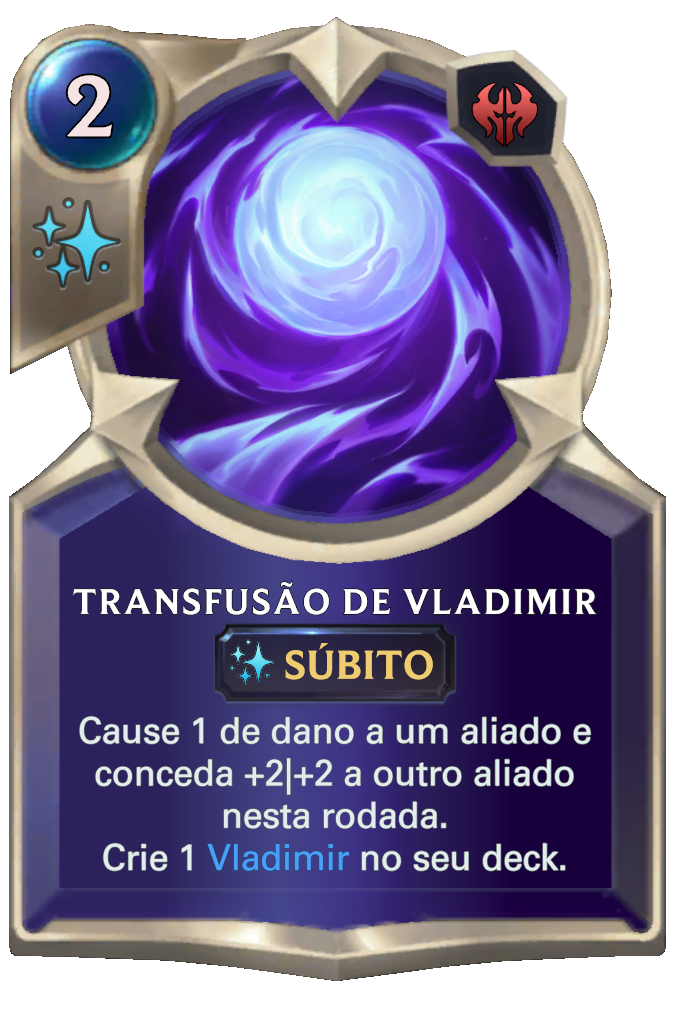 2
TRANSFUSÃO DE VLADIMIR
SÚBITO
Cause 1 de dano a um aliado e
conceda +2|+2 a outro aliado
nesta rodada.
Crie 1 Vladimir no seu deck.